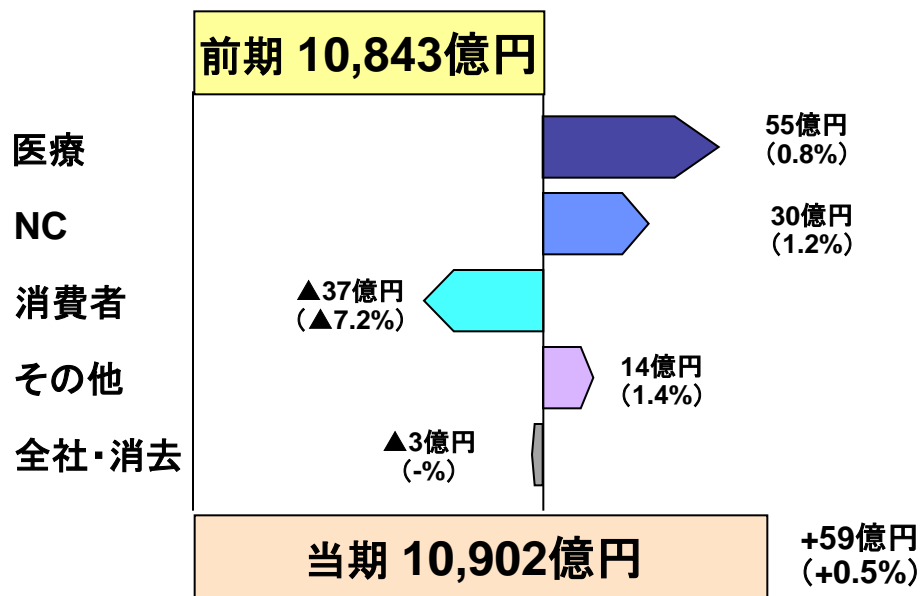 前期 10,843億円
医療
55億円
（0.8%）
NC
30億円
（1.2%）
消費者
▲37億円
（▲7.2%）
その他
14億円
（1.4%）
全社・消去
▲3億円
（-%）
当期 10,902億円
+59億円
（+0.5%）